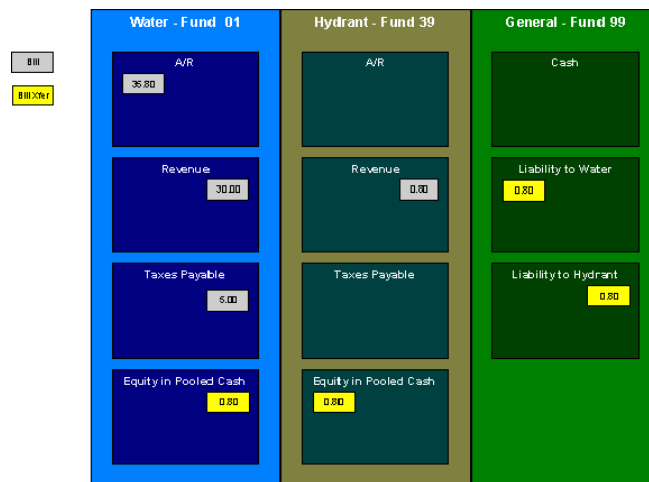 Water - Fund 01
Hydrant - Fund 39
General - Fund 99
Bill
Bill Xfer
A/R
35.80
A/R
Cash
Revenue
30.00
Revenue
0.80
Liability to Water
0.80
Taxes Payable
5.00
Taxes Payable
Liability to Hydrant
0.80
Equity in Pooled Cash
0.80
Equity in Pooled Cash
0.80